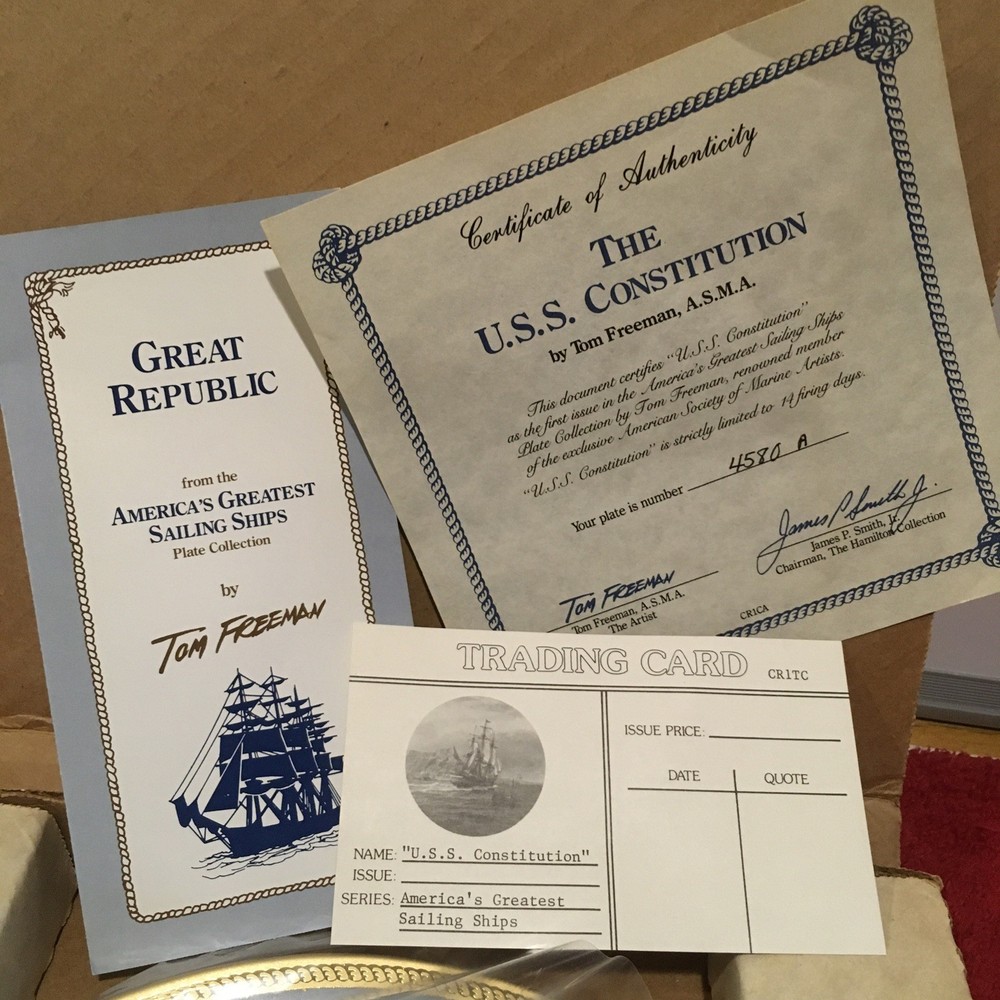 GREAT
REPUBLIC
from the
AMERICA'S GREATEST
SAILING SHIPS
Plate Collection
by
TOM FREEMAN
Certificate of Authenticity
THE
U.S.S. CONSTITUTION
by Tom Freeman, A.S.M.A.
This document certifies "U.S.S. Constitution"
as the first issue in the America's Greatest Sailing Ships
Plate Collection by Tom Freeman, renowned member
of the exclusive American Society of Marine Artists.
"U.S.S. Constitution" is strictly limited to 14 firing days.
Your plate is number 4580 A
TOM FREEMAN
Tom Freeman, A.S.M.A.
The Artist
James P Smith Jr.
James P. Smith, Jr.
Chairman, The Hamilton Collection
CR1CA
TRADING CARD CR1TC
NAME: "U.S.S. Constitution"
ISSUE:
SERIES: America's Greatest
Sailing Ships
ISSUE PRICE:
DATE QUOTE